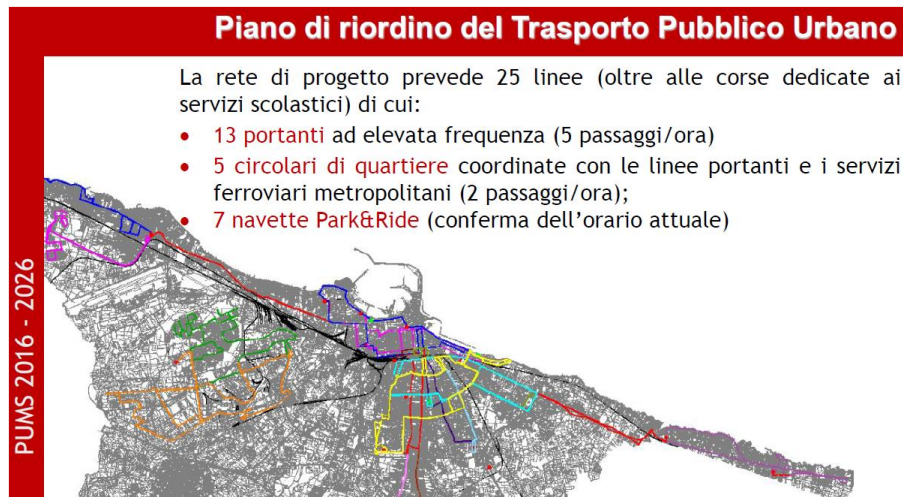 Piano di riordino del Trasporto Pubblico Urbano
La rete di progetto prevede 25 linee (oltre alle corse dedicate ai
servizi scolastici) di cui:
• 13 portanti ad elevata frequenza (5 passaggi/ora)
• 5 circolari di quartiere coordinate con le linee portanti e i servizi
ferroviari metropolitani (2 passaggi/ora);
• 7 navette Park&Ride (conferma dell'orario attuale)
PUMS 2016 - 2026